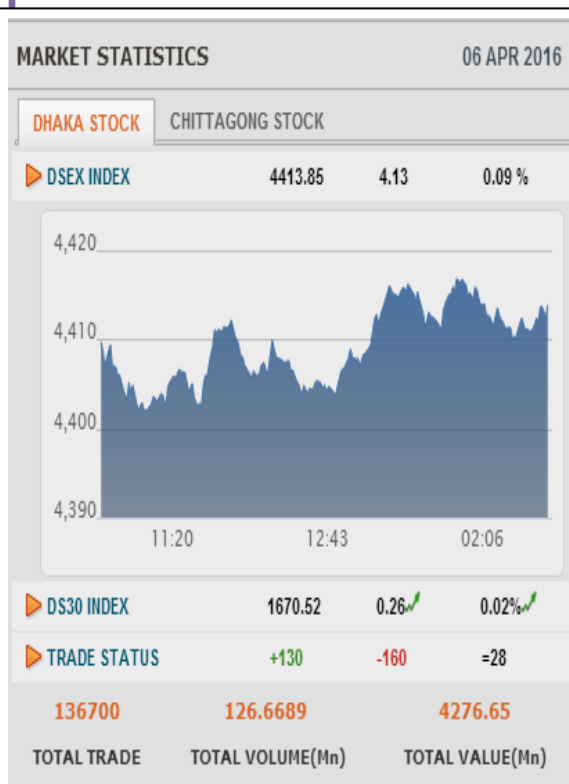 MARKET STATISTICS 06 APR 2016
DHAKA STOCK CHITTAGONG STOCK
DSEX INDEX 4413.85 4.13 0.09 %
4,420
4,410
4,400
4,390
11:20 12:43 02:06
DS30 INDEX 1670.52 0.26 0.02%
TRADE STATUS +130 -160 =28
136700 126.6689 4276.65
TOTAL TRADE TOTAL VOLUME(Mn) TOTAL VALUE(Mn)